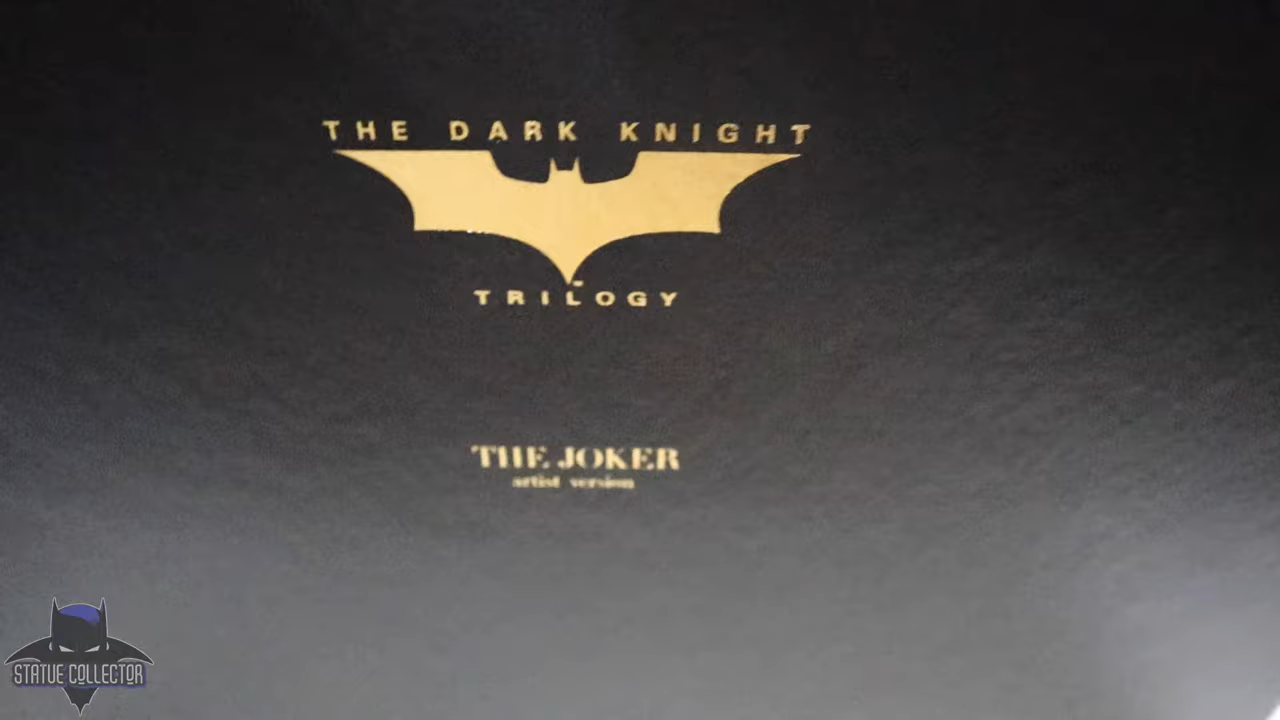 THE DARK KNIGHT
TRILOGY
THE JOKER
artist version
STATUE COLLECTOR